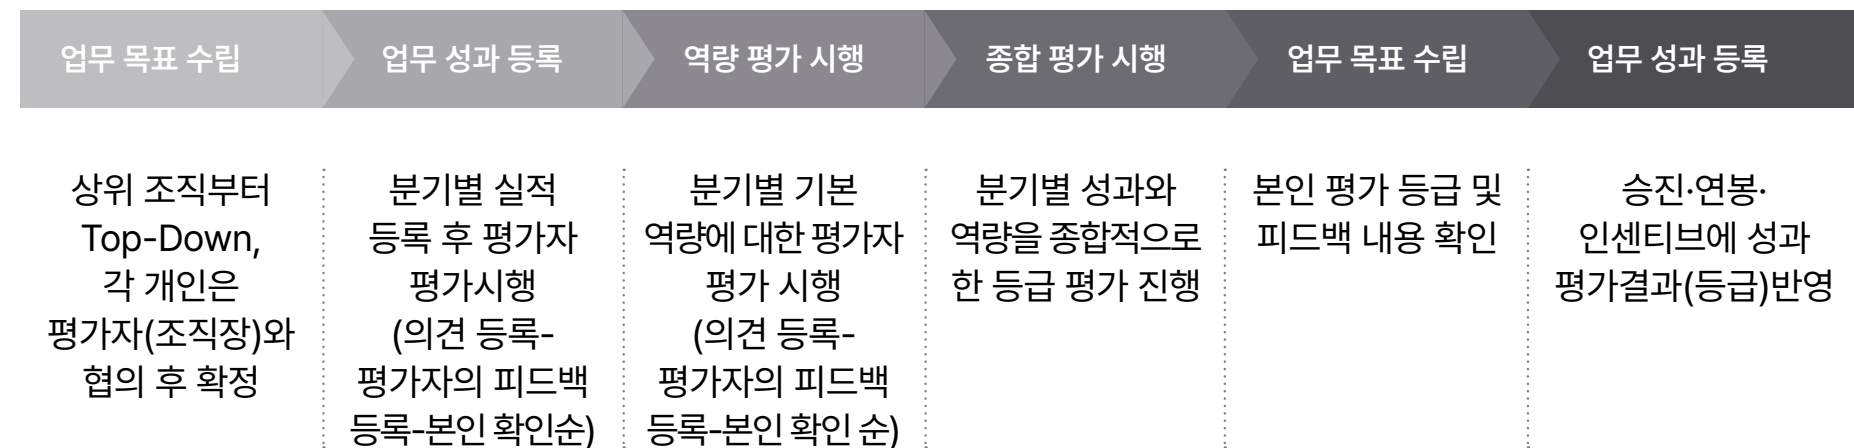 업무 목표 수립
업무 성과 등록
역량 평가 시행
종합 평가 시행
업무 목표 수립
업무 성과 등록
상위 조직부터
Top-Down,
각 개인은
평가자(조직장)와
협의 후 확정
분기별 실적
등록 후 평가자
평가시행
(의견 등록-
평가자의 피드백
등록-본인 확인순)
분기별 기본
역량에 대한 평가자
평가 시행
(의견 등록-
평가자의 피드백
등록-본인 확인 순)
분기별 성과와
역량을 종합적으로
한 등급 평가 진행
본인 평가 등급 및
피드백 내용 확인
승진·연봉·
인센티브에 성과
평가결과(등급)반영